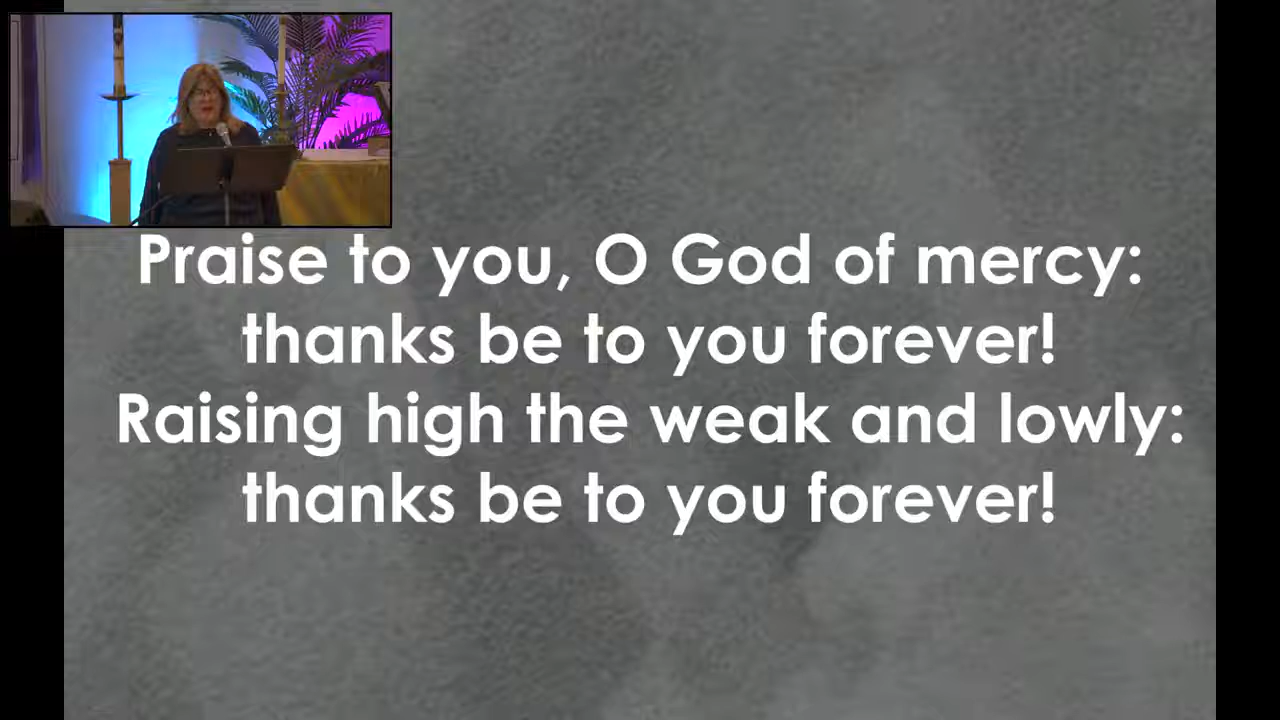 Praise to you, O God of mercy:
thanks be to you forever!
Raising high the weak and lowly:
thanks be to you forever!